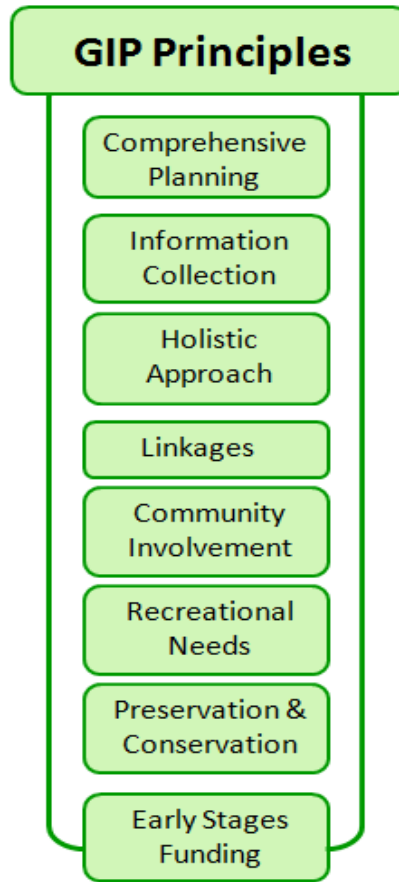 GIP Principles
Comprehensive
Planning
Information
Collection
Holistic
Approach
Linkages
Community
Involvement
Recreational
Needs
Preservation &
Conservation
Early Stages
Funding